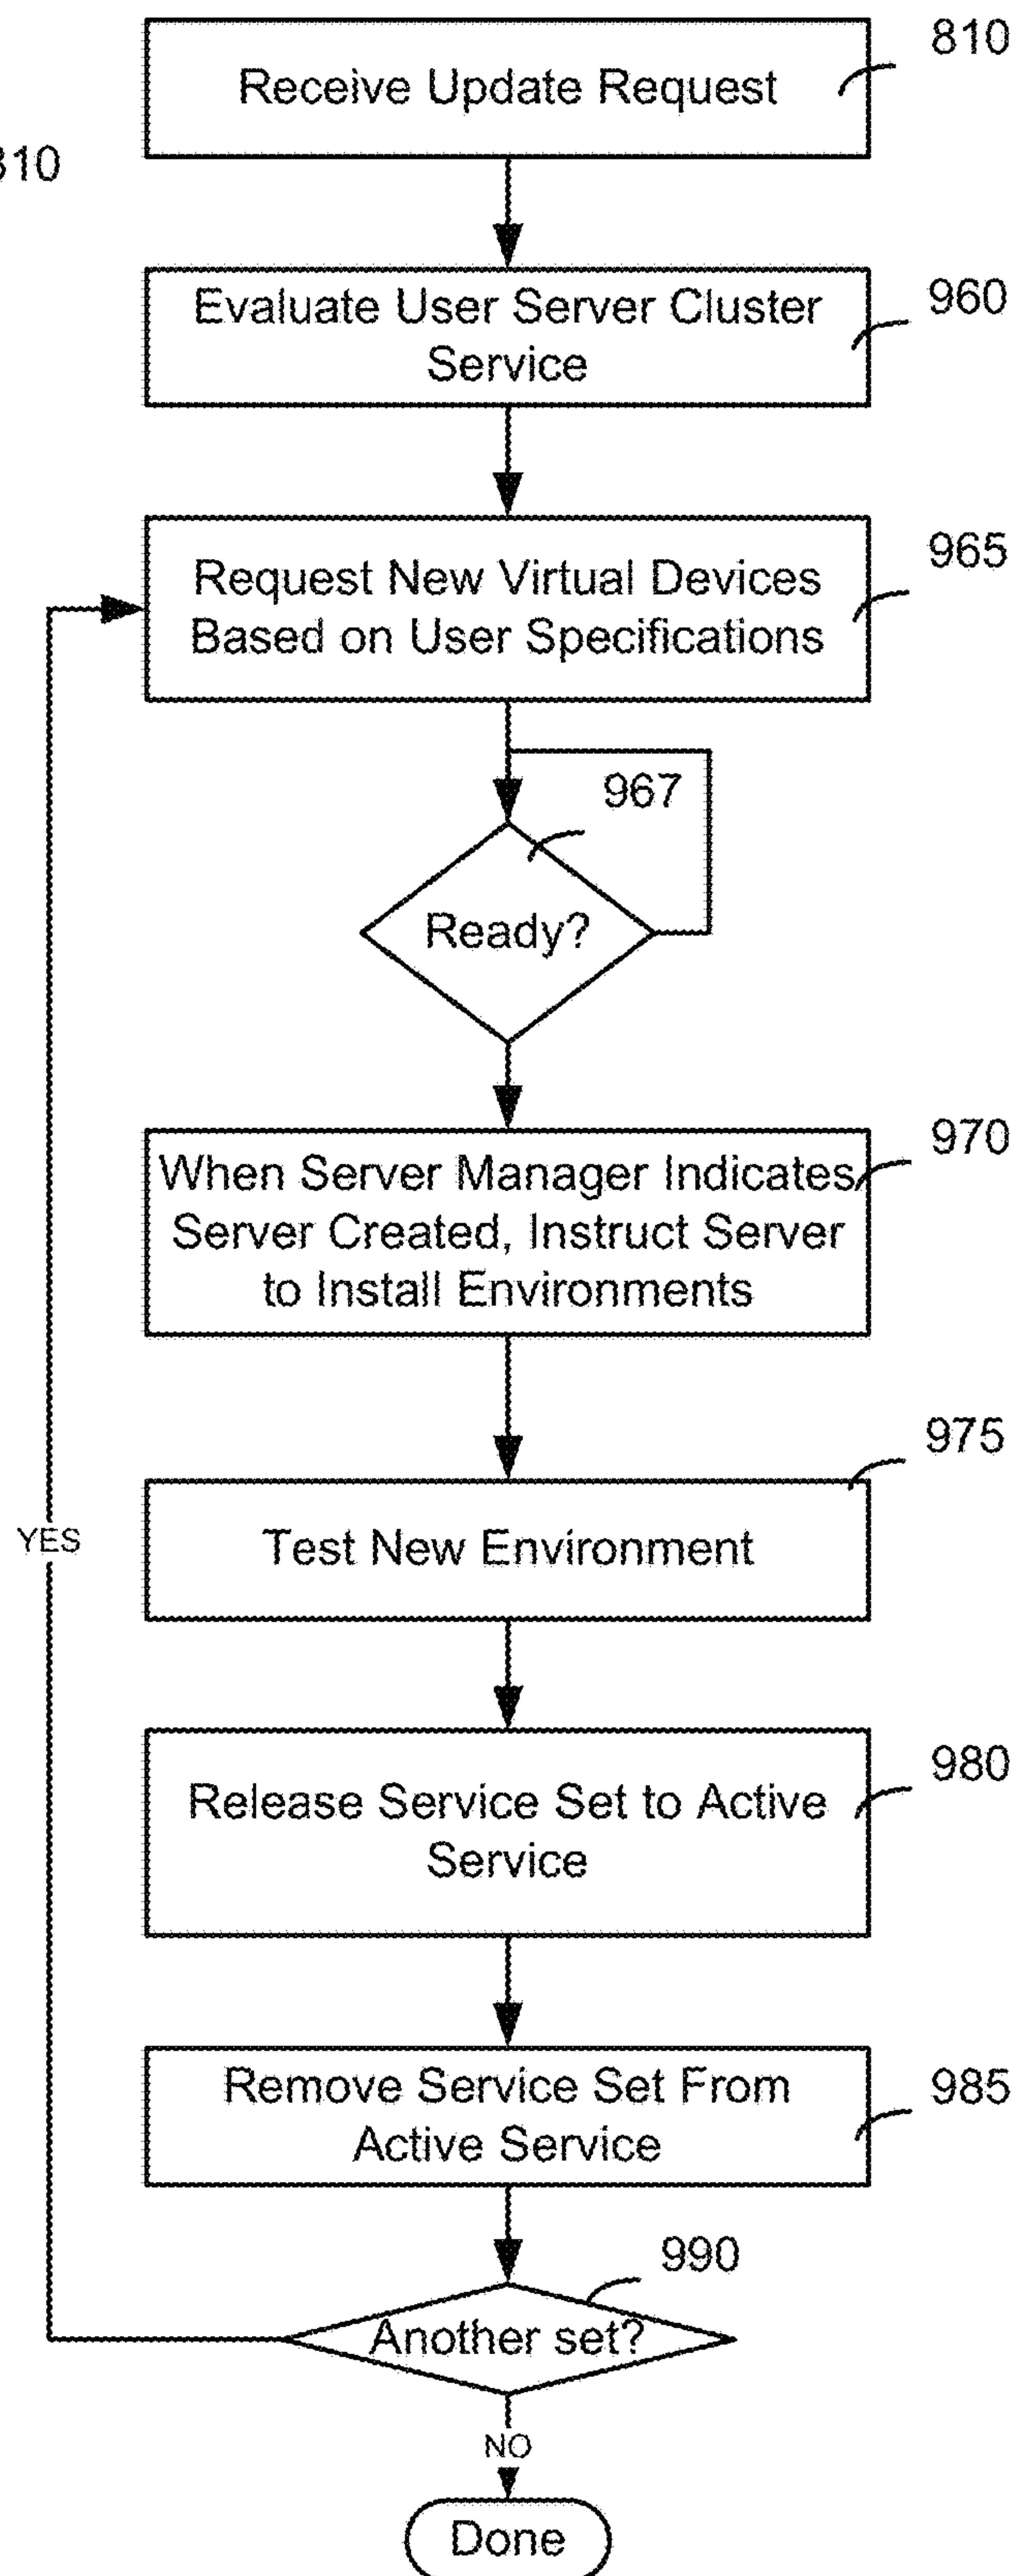 810
Receive Update Request
310
Evaluate User Server Cluster
Service
960
Request New Virtual Devices
Based on User Specifications
965
967
Ready?
When Server Manager Indicates
Server Created, Instruct Server
to Install Environments
970
975
Test New Environment
YES
Release Service Set to Active
Service
980
Remove Service Set From
Active Service
985
990
Another set?
NO
Done